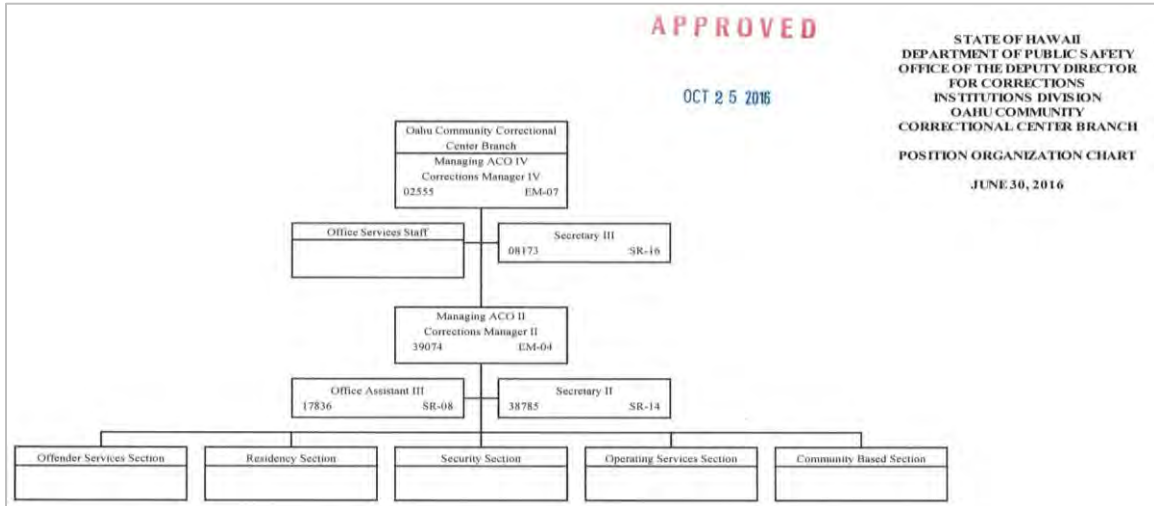 APPROVED
OCT 25 2016
STATE OF HAWAII
DEPARTMENT OF PUBLIC SAFETY
OFFICE OF THE DEPUTY DIRECTOR
FOR CORRECTIONS
INSTITUTIONS DIVISION
OAHU COMMUNITY
CORRECTIONAL CENTER BRANCH
POSITION ORGANIZATION CHART
JUNE 30, 2016
Oahu Community Correctional
Center Branch
Managing ACO IV
Corrections Manager IV
02555 EM-07
Office Services Staff
Secretary III
08173 SR-16
Managing ACO II
Corrections Manager II
39074 EM-04
Office Assistant III
17836 SR-08
Secretary II
38785 SR-14
Offender Services Section
Residency Section
Security Section
Operating Services Section
Community Based Section